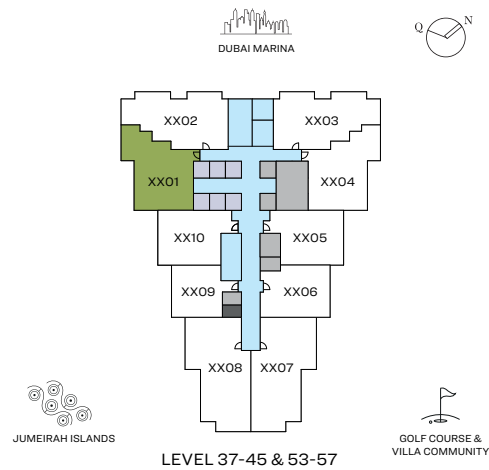 DUBAI MARINA
Q N
XX02 XX03
XX01 XX04
XX10 XX05
XX09 XX06
XX08 XX07
JUMEIRAH ISLANDS
GOLF COURSE &
VILLA COMMUNITY
LEVEL 37-45 & 53-57